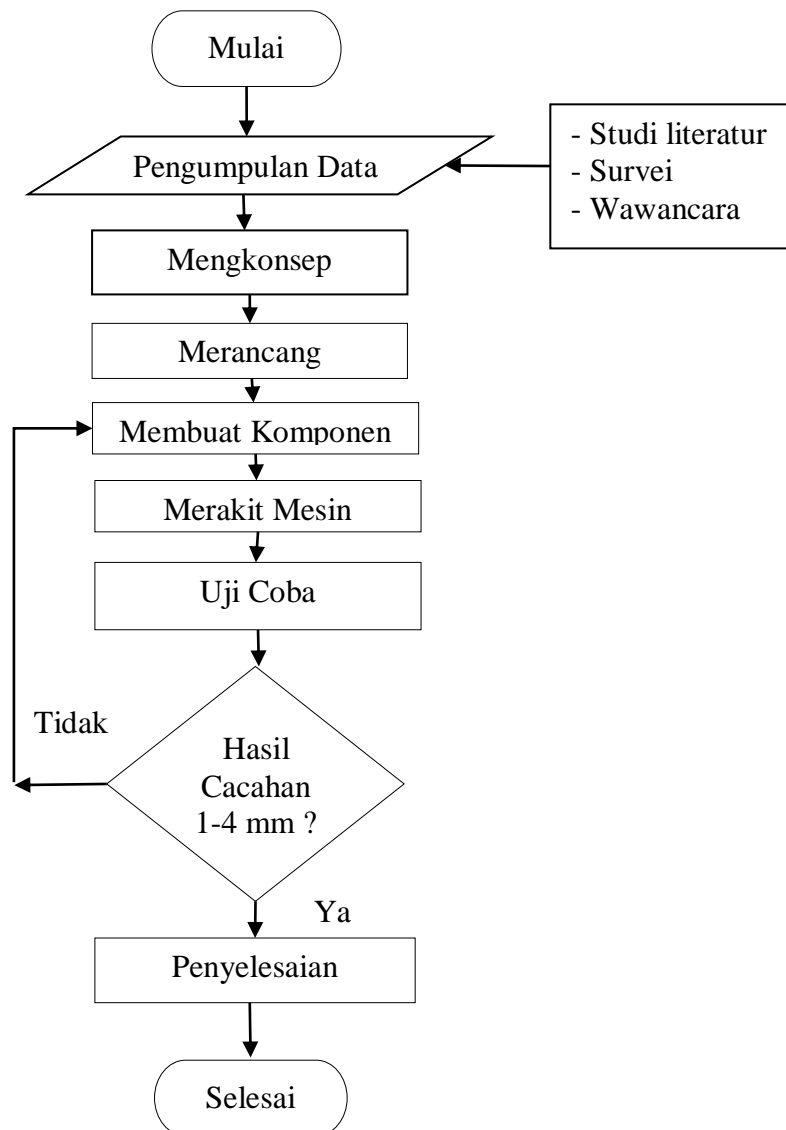 Mulai
Pengumpulan Data
- Studi literatur
- Survei
- Wawancara
Mengkonsep
Merancang
Membuat Komponen
Merakit Mesin
Uji Coba
Tidak
Hasil
Cacahan
1-4 mm ?
Ya
Penyelesaian
Selesai